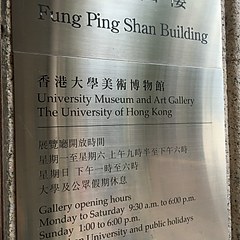 Fung Ping Shan Building
香港大學美術博物館
University Museum and Art Gallery
The University of Hong Kong
展覽廳開放時間
星期一至星期六 上午九時半至下午六時
星期日 下午一時至六時
大學及公眾假期休息
Gallery opening hours
Monday to Saturday 9:30 a.m. to 6:00 p.m.
Sunday 1:00 to 6:00 p.m.
on University and public holidays